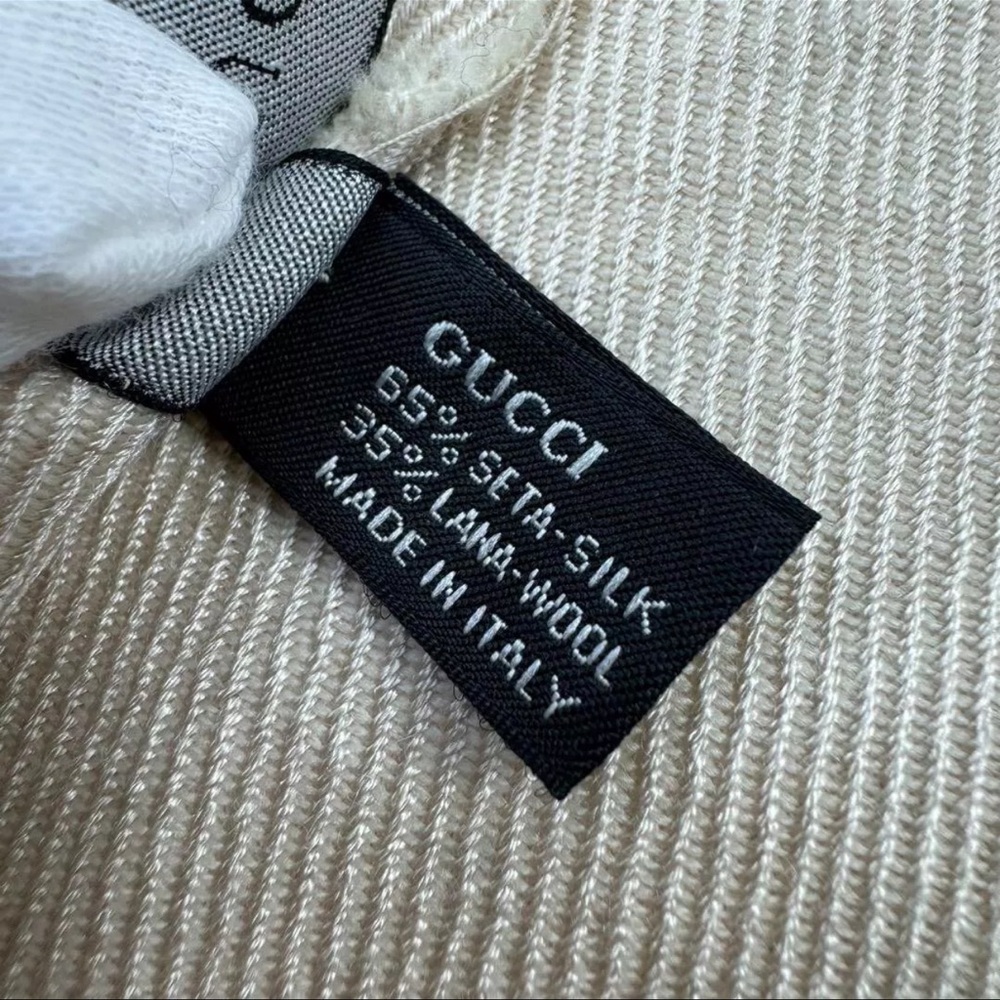 GUCCI
65% SETA-SILK
35% LANA-WOOL
MADE IN ITALY